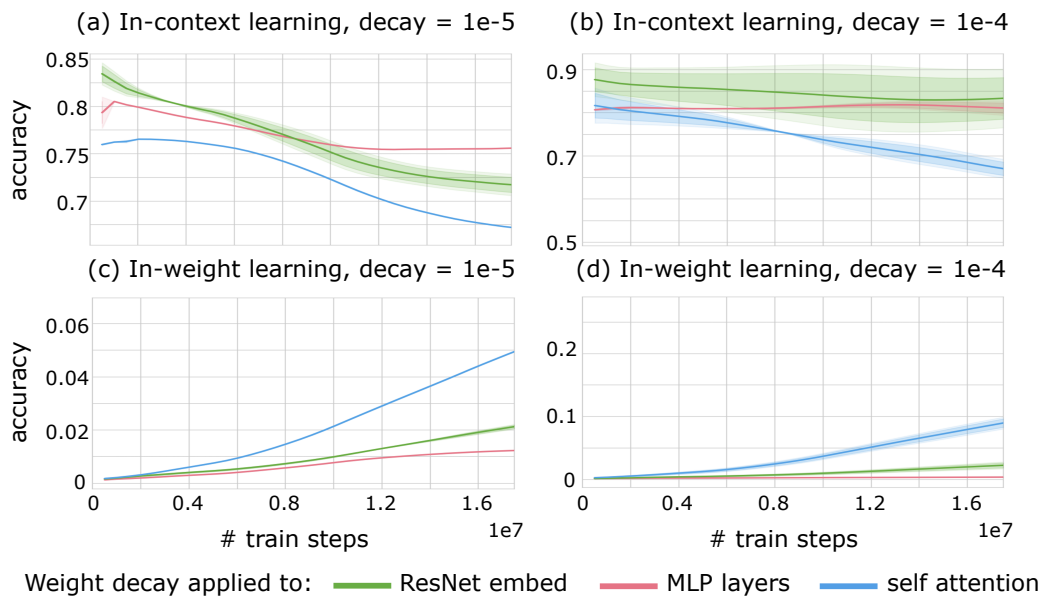 (a) In-context learning, decay = 1e-5
(b) In-context learning, decay = 1e-4
0.85
0.8
0.75
0.7
accuracy
0.9
0.7
0.5
(c) In-weight learning, decay = 1e-5
(d) In-weight learning, decay = 1e-4
0.06
0.04
0.02
0
accuracy
0.2
0.1
0
0 0.4 0.8 1.2 1.6
1e7
# train steps
0 0.4 0.8 1.2 1.6
1e7
# train steps
Weight decay applied to: ResNet embed MLP layers self attention